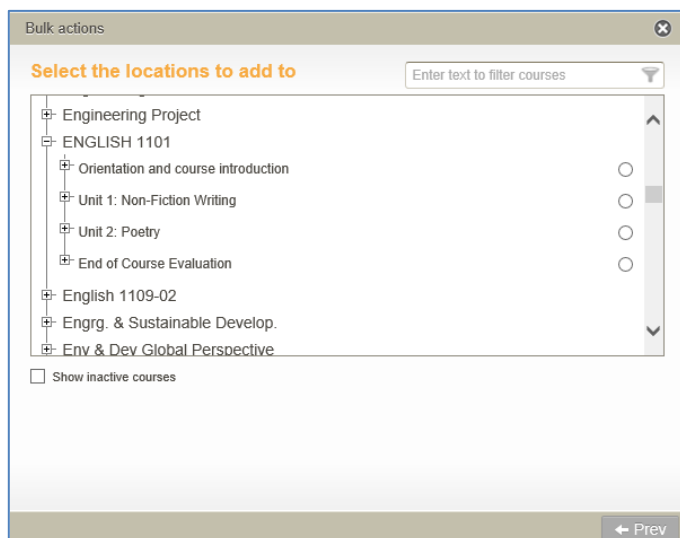 Bulk actions
Select the locations to add to
Enter text to filter courses
Engineering Project
ENGLISH 1101
Orientation and course introduction
Unit 1: Non-Fiction Writing
Unit 2: Poetry
End of Course Evaluation
English 1109-02
Engrg. & Sustainable Develop.
Env & Dev Global Perspective
Show inactive courses
Prev